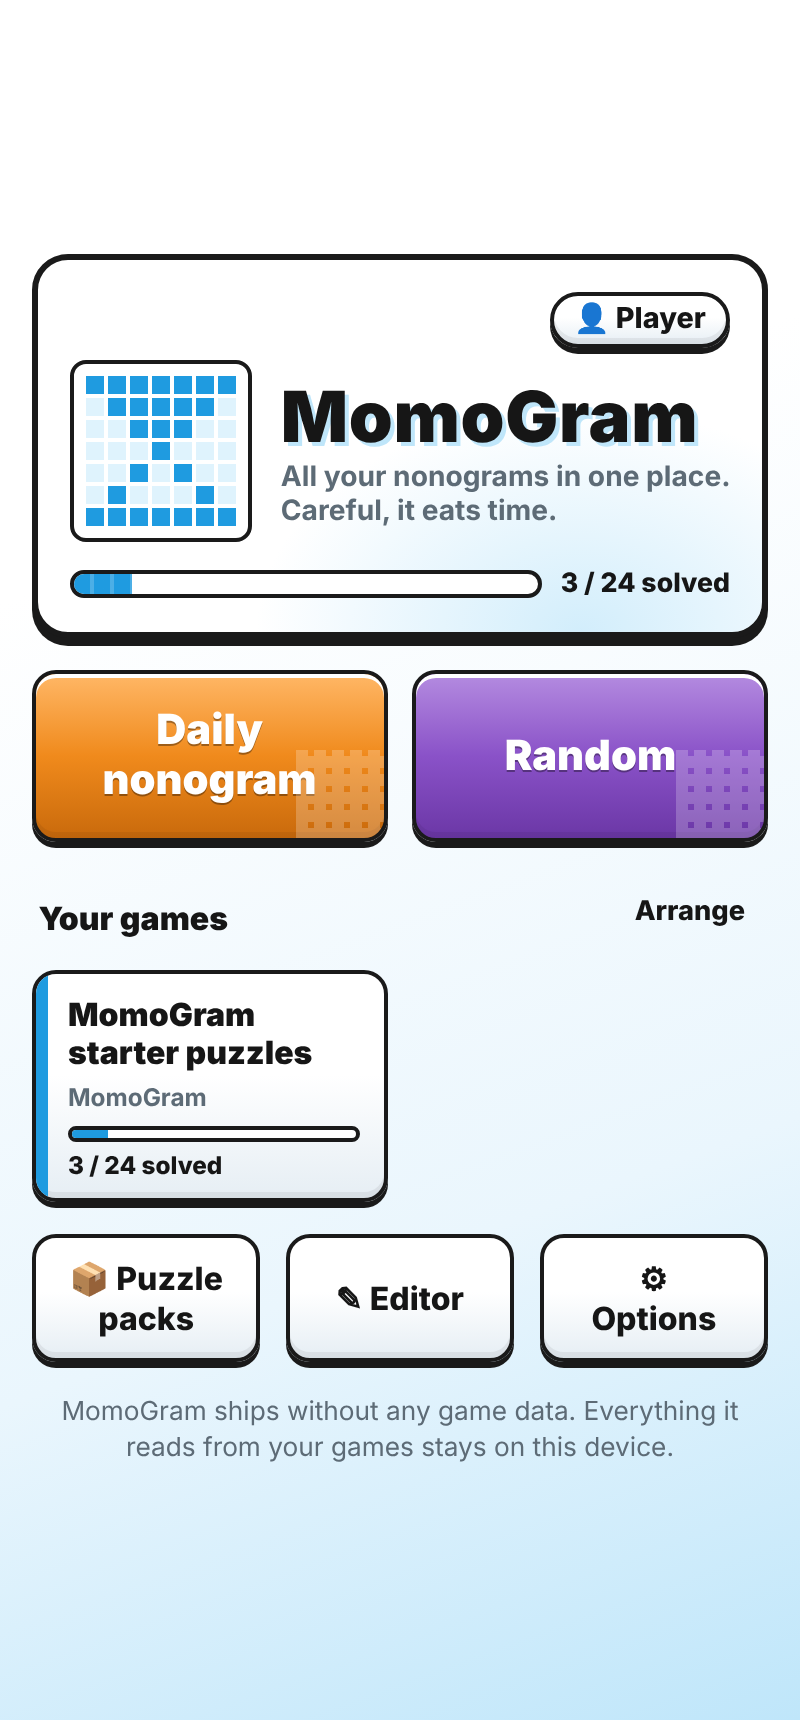 👤 Player
MomoGram
All your nonograms in one place.
Careful, it eats time.
3 / 24 solved
Daily
nonogram
Random
Your games
Arrange
MomoGram
starter puzzles
MomoGram
3 / 24 solved
📦 Puzzle
packs
✎ Editor
⚙
Options
MomoGram ships without any game data. Everything it
reads from your games stays on this device.